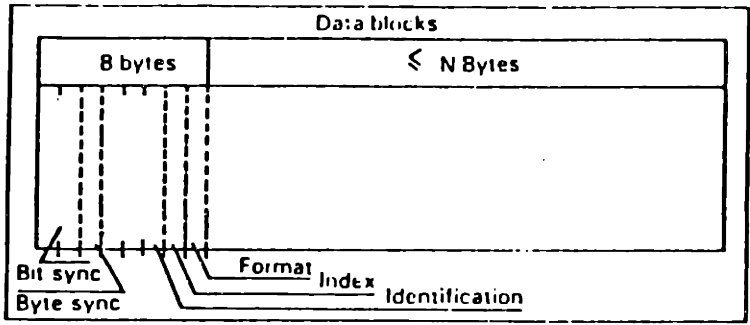 Data blocks
8 bytes
≤ N Bytes
Format
Bit sync
Index
Byte sync
Identification